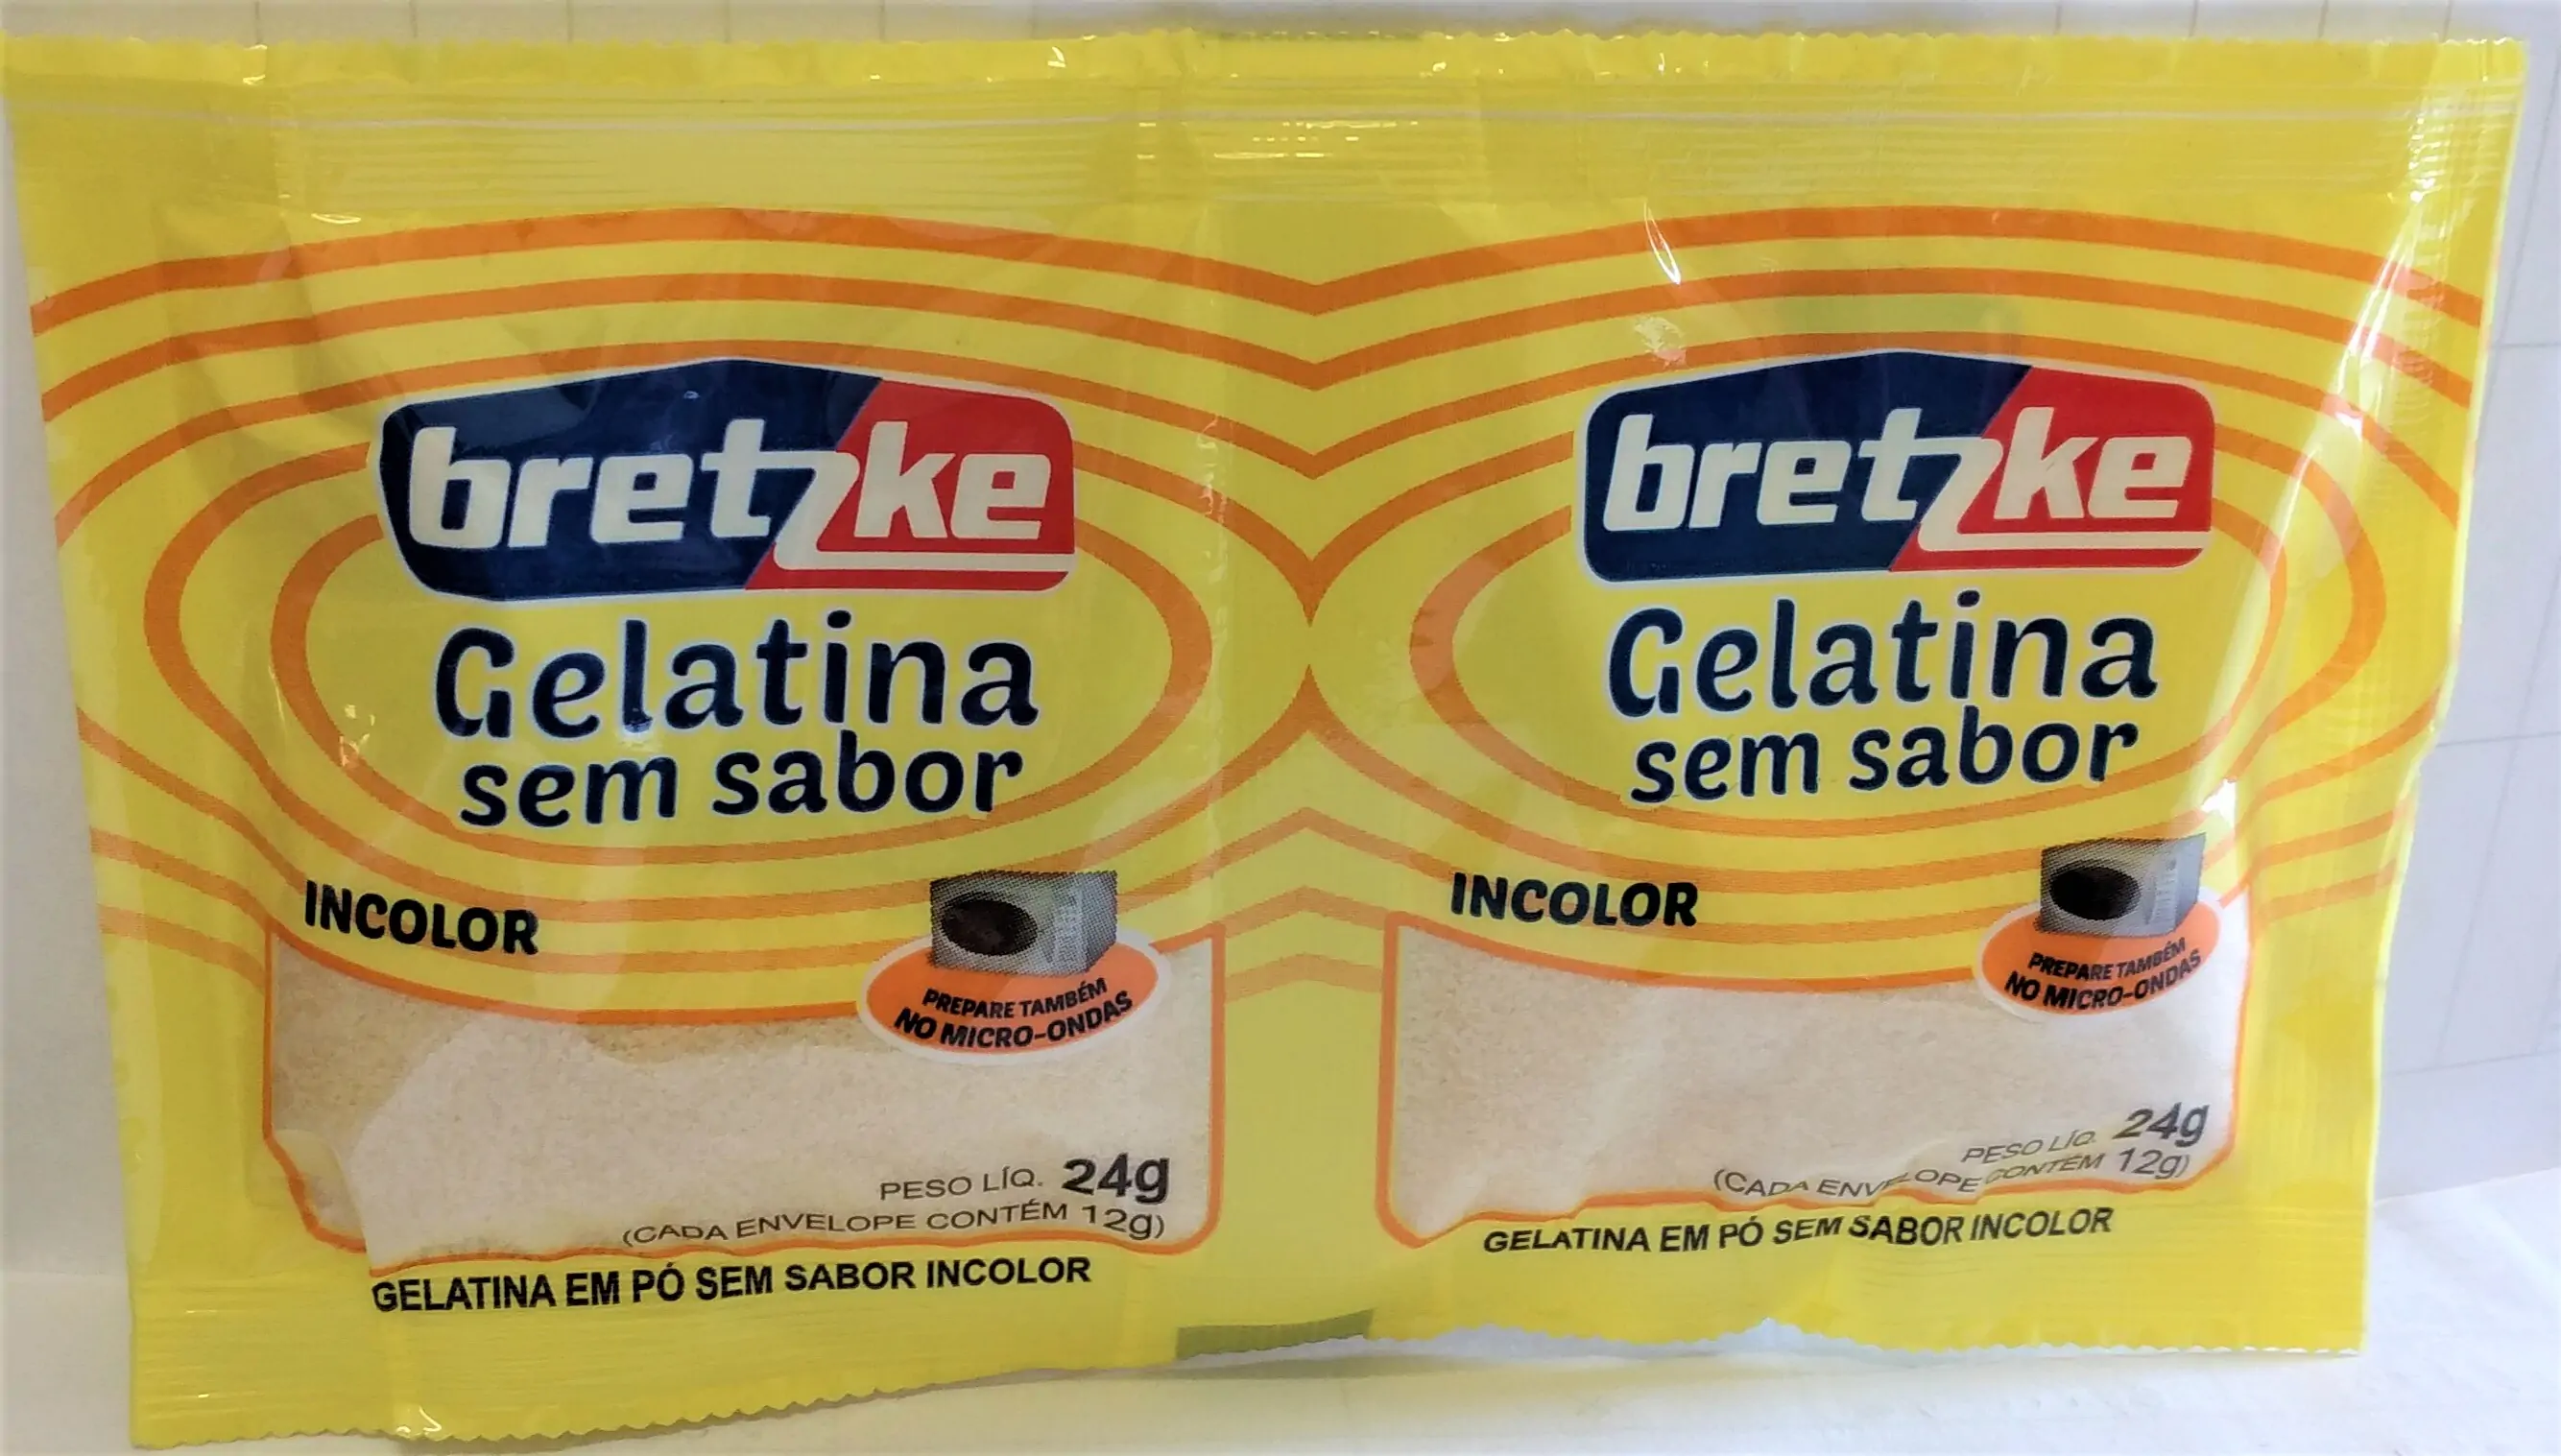 bretzke
Gelatina
sem sabor
INCOLOR
PREPARE TAMBÉM
NO MICRO-ONDAS
PESO LÍQ. 24g
(CADA ENVELOPE CONTÉM 12g)
GELATINA EM PÓ SEM SABOR INCOLOR
bretzke
Gelatina
sem sabor
INCOLOR
PREPARE TAMBÉM
NO MICRO-ONDAS
PESO LÍQ. 24g
(CADA ENVELOPE CONTÉM 12g)
GELATINA EM PÓ SEM SABOR INCOLOR